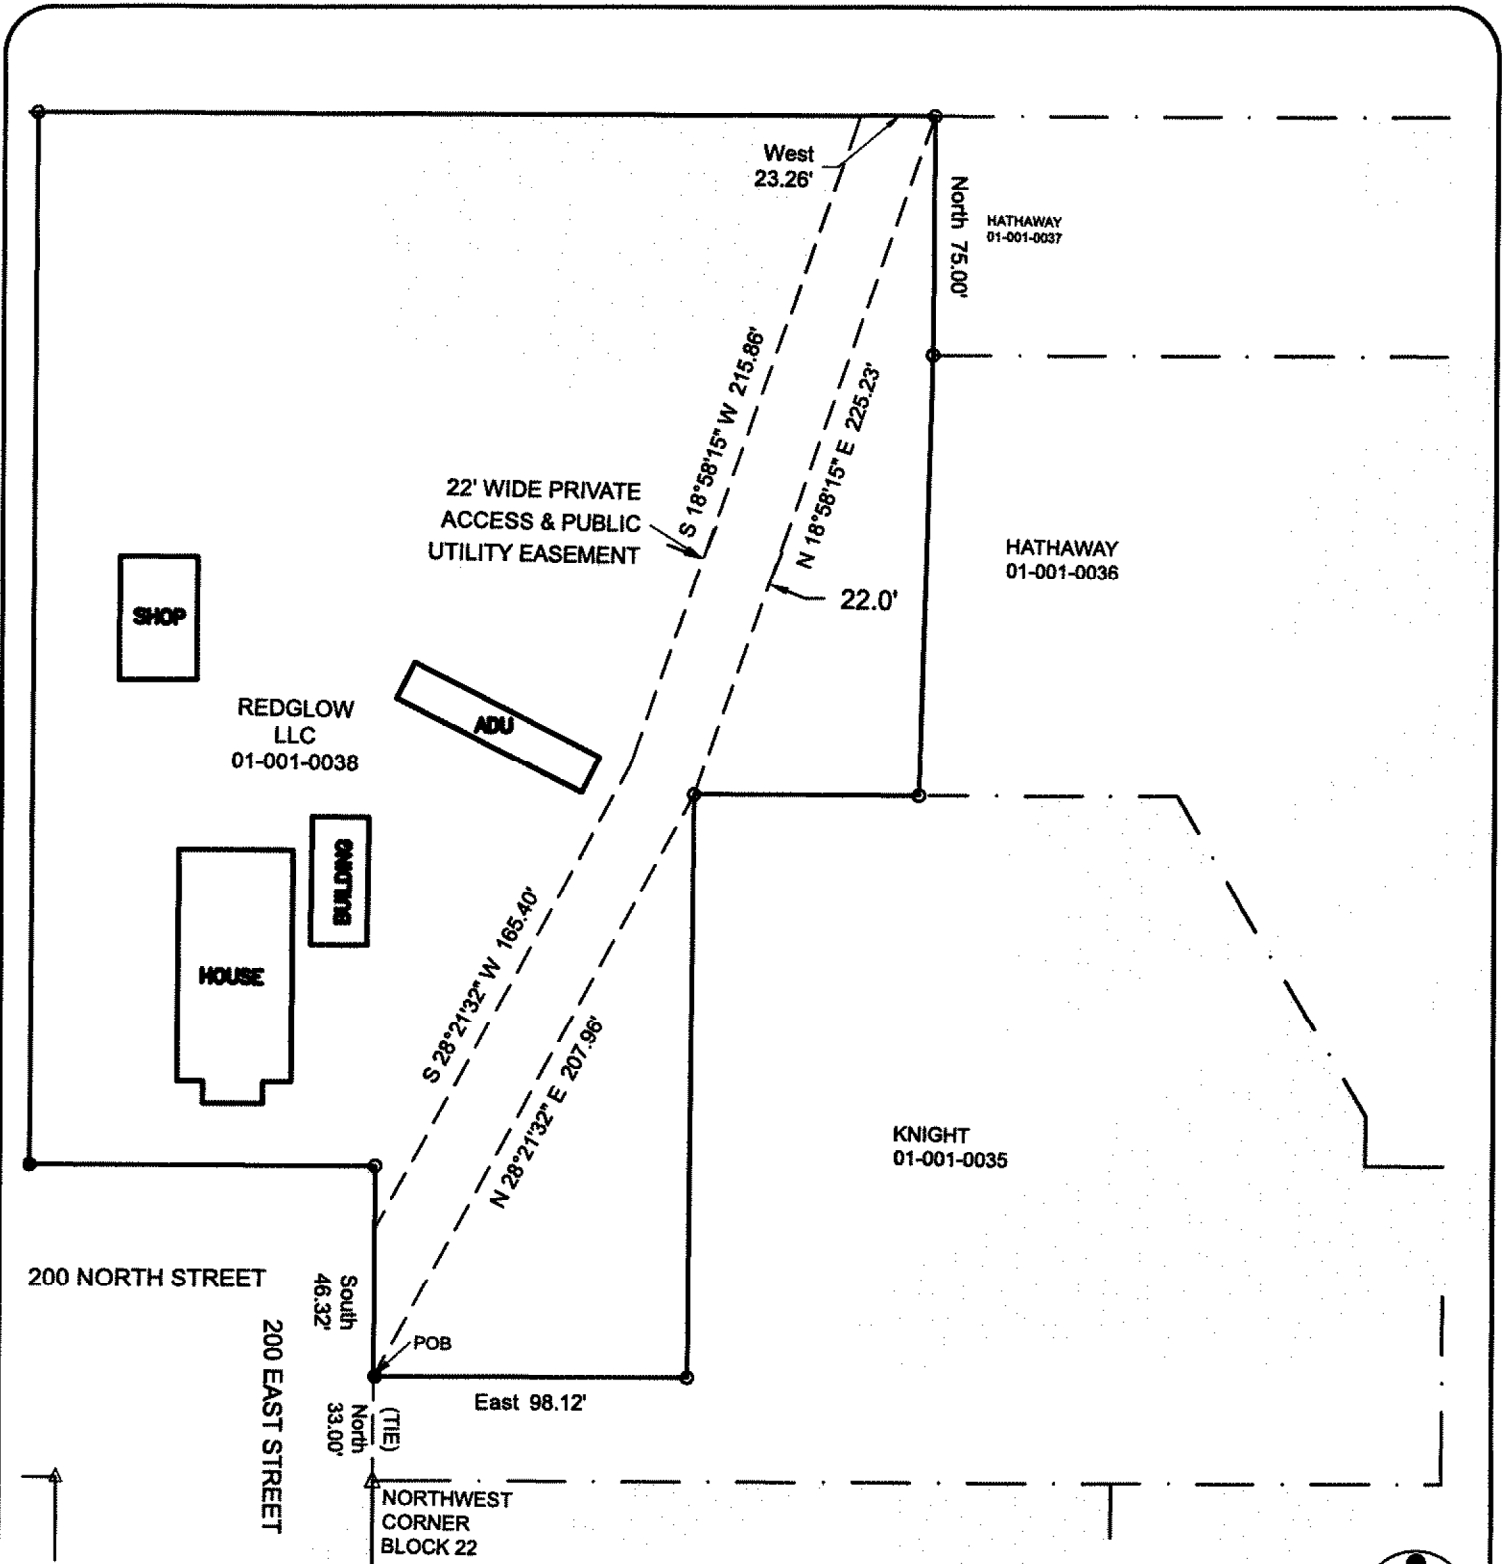 West
23.26'
North 75.00'
HATHAWAY
01-001-0037
S 18°58'15" W 215.86'
N 18°58'15" E 225.23'
22' WIDE PRIVATE
ACCESS & PUBLIC
UTILITY EASEMENT
22.0'
HATHAWAY
01-001-0036
SHOP
REDGLOW
LLC
01-001-0038
ADU
BUILDING
HOUSE
S 28°21'32" W 165.40'
N 28°21'32" E 207.96'
KNIGHT
01-001-0035
200 NORTH STREET
South
46.32'
200 EAST STREET
POB
East 98.12'
(TIE)
North
33.00'
NORTHWEST
CORNER
BLOCK 22